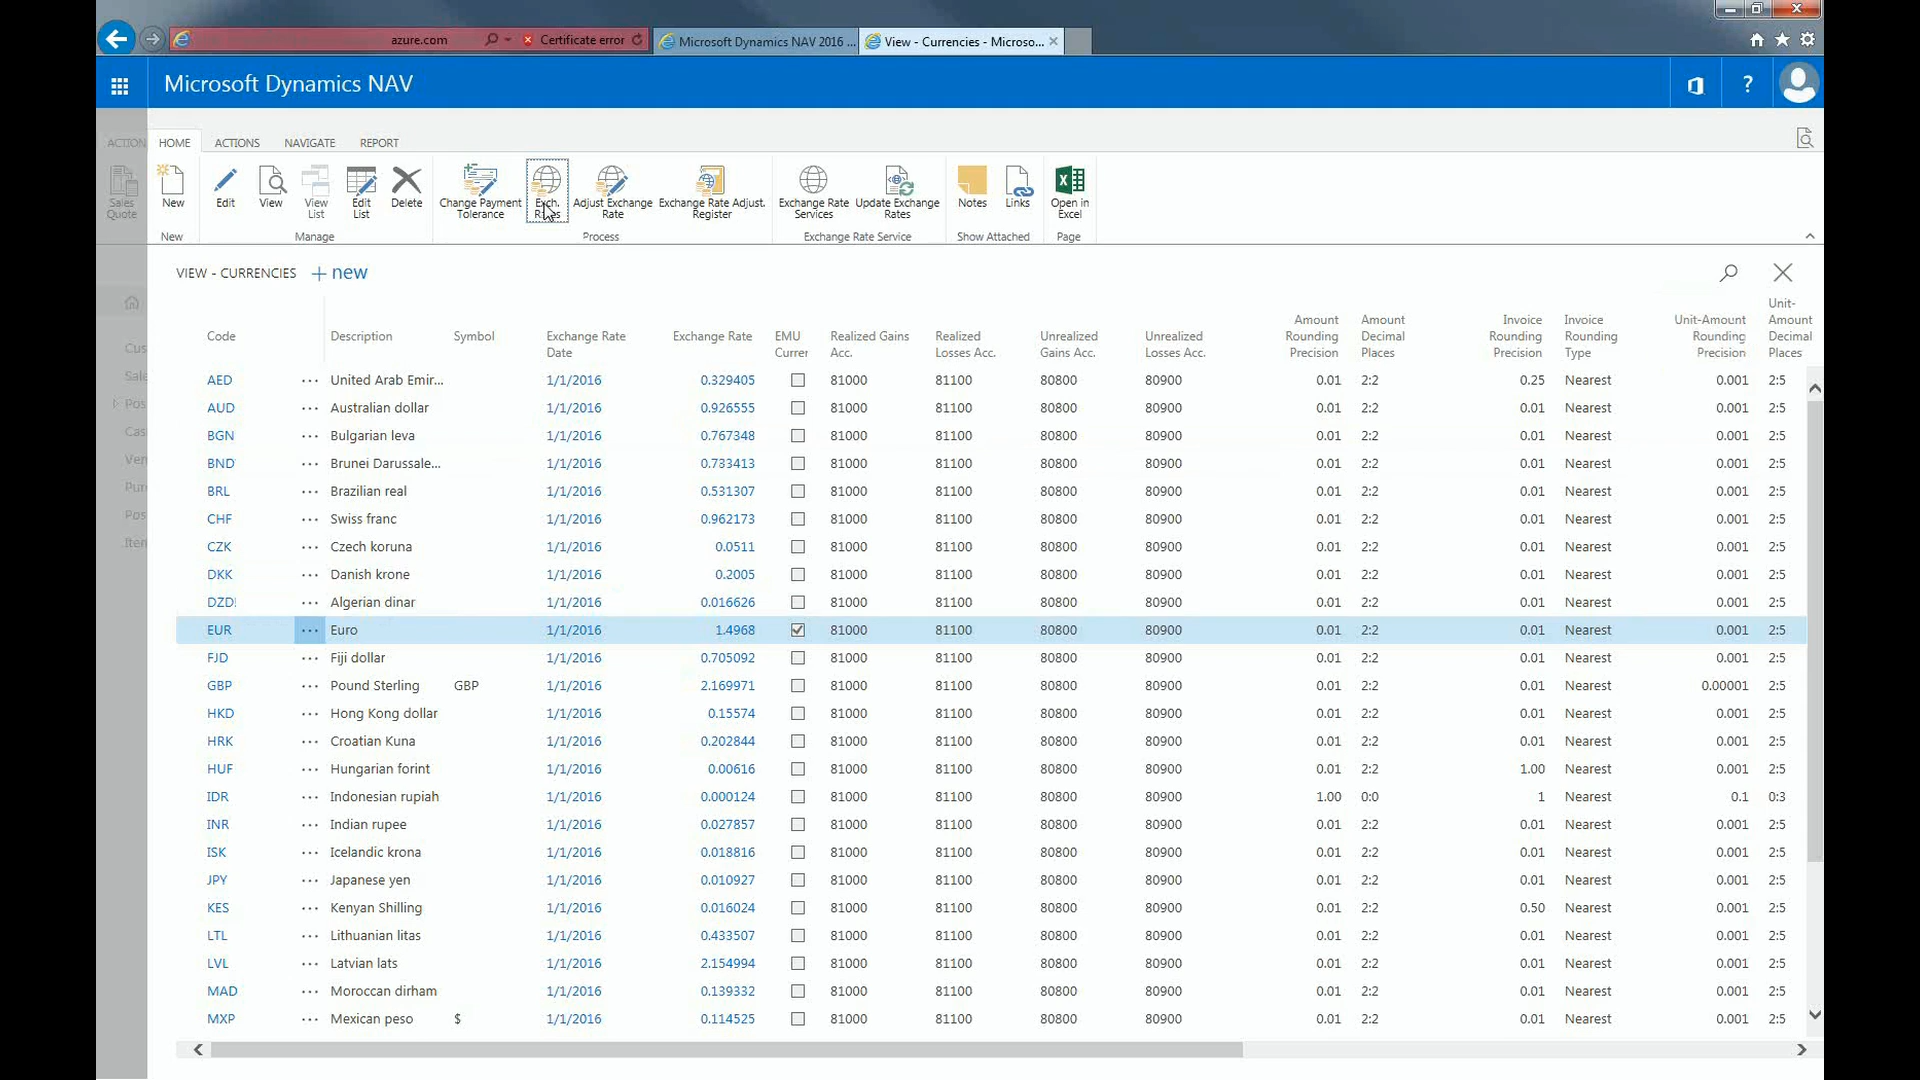 azure.com
Certificate error
Microsoft Dynamics NAV 2016 ...
View - Currencies - Microso...
Microsoft Dynamics NAV
?
ACTION
HOME
ACTIONS
NAVIGATE
REPORT
Sales Quote
New
Edit
View
View List
Edit List
Delete
Change Payment Tolerance
Exch.
Adjust Exchange Rate
Exchange Rate Adjust. Register
Exchange Rate Services
Update Exchange Rates
Notes
Links
Open in Excel
New
Manage
Process
Exchange Rate Service
Show Attached
Page
VIEW - CURRENCIES + new
Cus
Sale
Pos
Cas
Ven
Pur
Pos
Item
Code Description Symbol Exchange Rate Date Exchange Rate EMU Currer Realized Gains Acc. Realized Losses Acc. Unrealized Gains Acc. Unrealized Losses Acc. Amount Rounding Precision Amount Decimal Places Invoice Rounding Precision Invoice Rounding Type Unit-Amount Rounding Precision Unit-Amount Decimal Places
AED ··· United Arab Emir... 1/1/2016 0.329405 81000 81100 80800 80900 0.01 2:2 0.25 Nearest 0.001 2:5
AUD ··· Australian dollar 1/1/2016 0.926555 81000 81100 80800 80900 0.01 2:2 0.01 Nearest 0.001 2:5
BGN ··· Bulgarian leva 1/1/2016 0.767348 81000 81100 80800 80900 0.01 2:2 0.01 Nearest 0.001 2:5
BND ··· Brunei Darussale... 1/1/2016 0.733413 81000 81100 80800 80900 0.01 2:2 0.01 Nearest 0.001 2:5
BRL ··· Brazilian real 1/1/2016 0.531307 81000 81100 80800 80900 0.01 2:2 0.01 Nearest 0.001 2:5
CHF ··· Swiss franc 1/1/2016 0.962173 81000 81100 80800 80900 0.01 2:2 0.01 Nearest 0.001 2:5
CZK ··· Czech koruna 1/1/2016 0.0511 81000 81100 80800 80900 0.01 2:2 0.01 Nearest 0.001 2:5
DKK ··· Danish krone 1/1/2016 0.2005 81000 81100 80800 80900 0.01 2:2 0.01 Nearest 0.001 2:5
DZD ··· Algerian dinar 1/1/2016 0.016626 81000 81100 80800 80900 0.01 2:2 0.01 Nearest 0.001 2:5
EUR ··· Euro 1/1/2016 1.4968 81000 81100 80800 80900 0.01 2:2 0.01 Nearest 0.001 2:5
FJD ··· Fiji dollar 1/1/2016 0.705092 81000 81100 80800 80900 0.01 2:2 0.01 Nearest 0.001 2:5
GBP ··· Pound Sterling GBP 1/1/2016 2.169971 81000 81100 80800 80900 0.01 2:2 0.01 Nearest 0.00001 2:5
HKD ··· Hong Kong dollar 1/1/2016 0.15574 81000 81100 80800 80900 0.01 2:2 0.01 Nearest 0.001 2:5
HRK ··· Croatian Kuna 1/1/2016 0.202844 81000 81100 80800 80900 0.01 2:2 0.01 Nearest 0.001 2:5
HUF ··· Hungarian forint 1/1/2016 0.00616 81000 81100 80800 80900 0.01 2:2 1.00 Nearest 0.001 2:5
IDR ··· Indonesian rupiah 1/1/2016 0.000124 81000 81100 80800 80900 1.00 0:0 1 Nearest 0.1 0:3
INR ··· Indian rupee 1/1/2016 0.027857 81000 81100 80800 80900 0.01 2:2 0.01 Nearest 0.001 2:5
ISK ··· Icelandic krona 1/1/2016 0.018816 81000 81100 80800 80900 0.01 2:2 0.01 Nearest 0.001 2:5
JPY ··· Japanese yen 1/1/2016 0.010927 81000 81100 80800 80900 0.01 2:2 0.01 Nearest 0.001 2:5
KES ··· Kenyan Shilling 1/1/2016 0.016024 81000 81100 80800 80900 0.01 2:2 0.50 Nearest 0.001 2:5
LTL ··· Lithuanian litas 1/1/2016 0.433507 81000 81100 80800 80900 0.01 2:2 0.01 Nearest 0.001 2:5
LVL ··· Latvian lats 1/1/2016 2.154994 81000 81100 80800 80900 0.01 2:2 0.01 Nearest 0.001 2:5
MAD ··· Moroccan dirham 1/1/2016 0.139332 81000 81100 80800 80900 0.01 2:2 0.01 Nearest 0.001 2:5
MXP ··· Mexican peso $ 1/1/2016 0.114525 81000 81100 80800 80900 0.01 2:2 0.01 Nearest 0.001 2:5